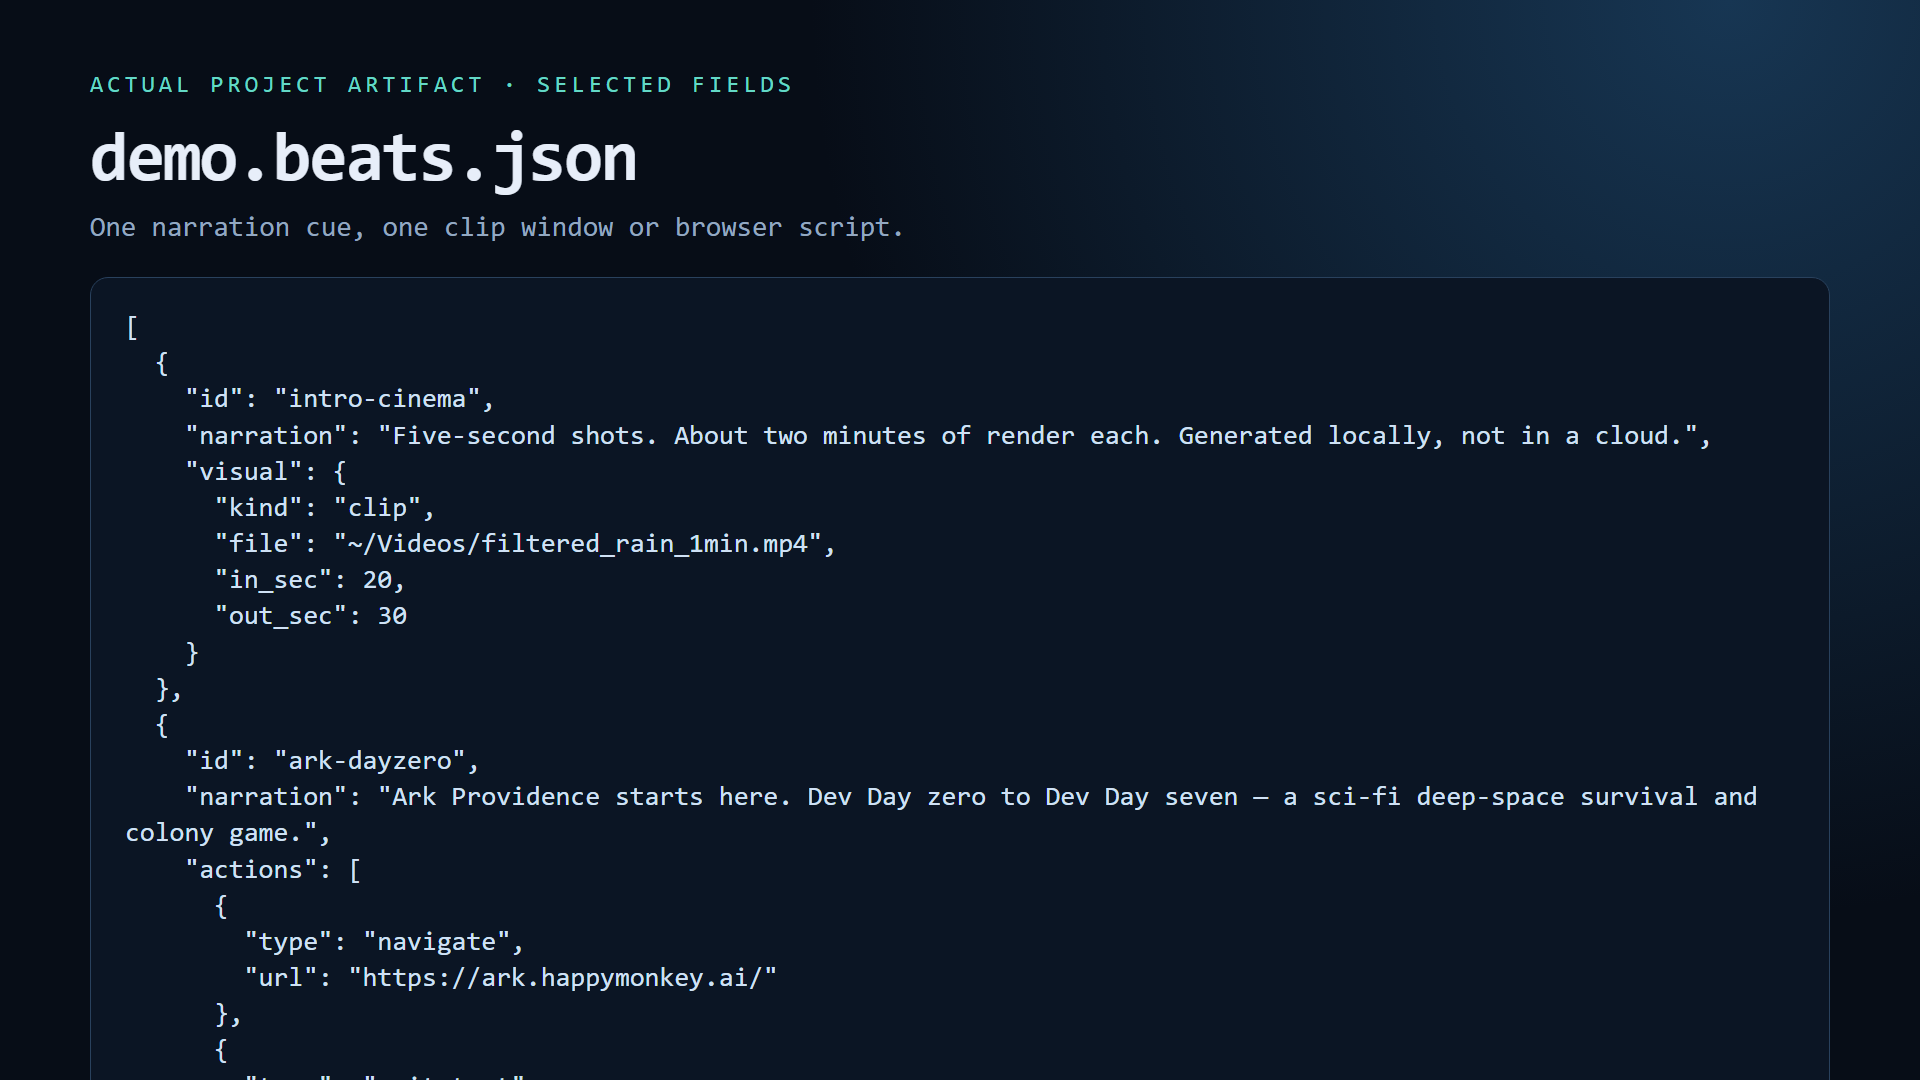 ACTUAL PROJECT ARTIFACT · SELECTED FIELDS
demo.beats.json
One narration cue, one clip window or browser script.
[
  {
    "id": "intro-cinema",
    "narration": "Five-second shots. About two minutes of render each. Generated locally, not in a cloud.",
    "visual": {
      "kind": "clip",
      "file": "~/Videos/filtered_rain_1min.mp4",
      "in_sec": 20,
      "out_sec": 30
    }
  },
  {
    "id": "ark-dayzero",
    "narration": "Ark Providence starts here. Dev Day zero to Dev Day seven — a sci-fi deep-space survival and
colony game.",
    "actions": [
      {
        "type": "navigate",
        "url": "https://ark.happymonkey.ai/"
      },
      {